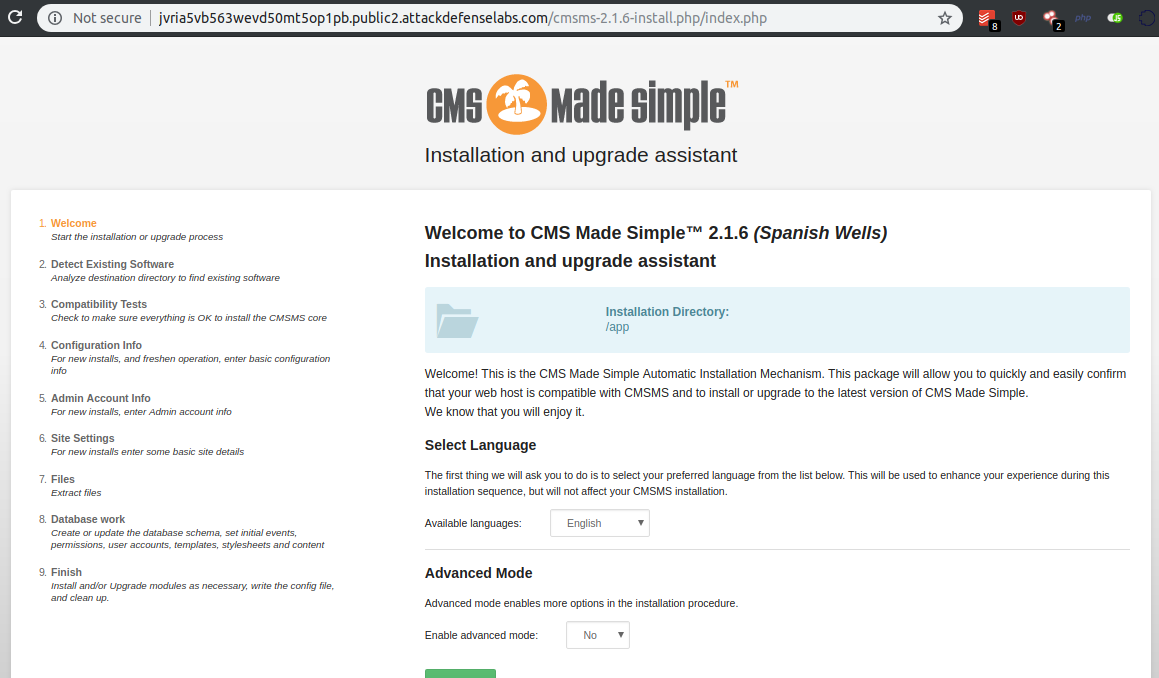 Not secure | jvria5vb563wevd50mt5op1pb.public2.attackdefenselabs.com/cmsms-2.1.6-install.php/index.php
8
UD
2
php
JS
CMS Made Simple™
Installation and upgrade assistant
1. Welcome
Start the installation or upgrade process
2. Detect Existing Software
Analyze destination directory to find existing software
3. Compatibility Tests
Check to make sure everything is OK to install the CMSMS core
4. Configuration Info
For new installs, and freshen operation, enter basic configuration
info
5. Admin Account Info
For new installs, enter Admin account info
6. Site Settings
For new installs enter some basic site details
7. Files
Extract files
8. Database work
Create or update the database schema, set initial events,
permissions, user accounts, templates, stylesheets and content
9. Finish
Install and/or Upgrade modules as necessary, write the config file,
and clean up.
Welcome to CMS Made Simple™ 2.1.6 (Spanish Wells)
Installation and upgrade assistant
Installation Directory:
/app
Welcome! This is the CMS Made Simple Automatic Installation Mechanism. This package will allow you to quickly and easily confirm
that your web host is compatible with CMSMS and to install or upgrade to the latest version of CMS Made Simple.
We know that you will enjoy it.
Select Language
The first thing we will ask you to do is to select your preferred language from the list below. This will be used to enhance your experience during this
installation sequence, but will not affect your CMSMS installation.
Available languages: English
Advanced Mode
Advanced mode enables more options in the installation procedure.
Enable advanced mode: No